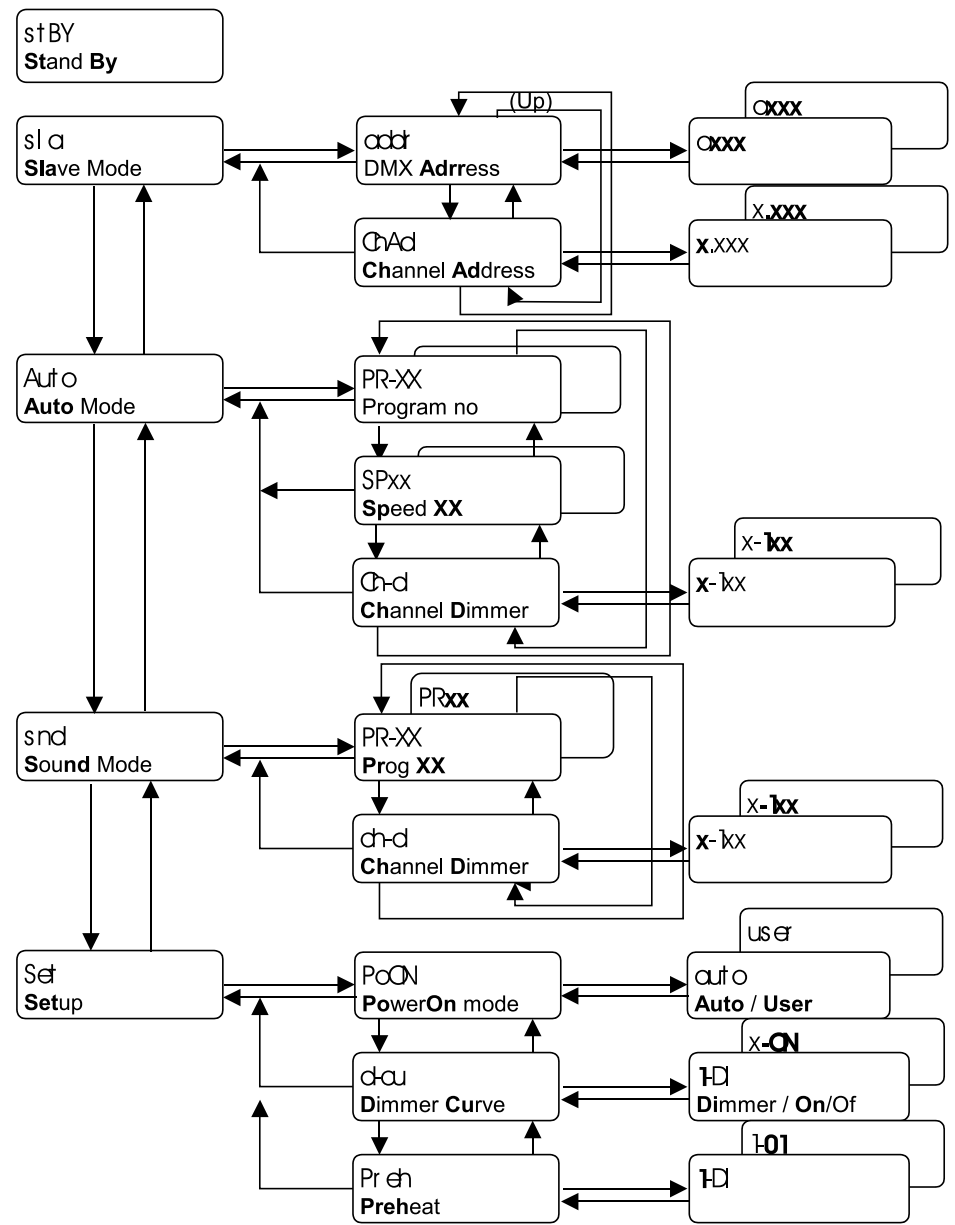 stBY
Stand By
(Up)
axxx
sla
Slave Mode
addr
DMX Adrress
axxx
x.xxx
ChAd
Channel Address
x.xxx
Auto
Auto Mode
PR-XX
Program no
SPxx
Speed XX
x-1xx
Ch-d
Channel Dimmer
x-1xx
PRxx
snd
Sound Mode
PR-XX
Prog XX
x-1xx
ch-d
Channel Dimmer
x-1xx
user
Set
Setup
PoON
PowerOn mode
auto
Auto / User
x-ON
d-cu
Dimmer Curve
1-DI
Dimmer / On/Of
1-01
Preh
Preheat
1-DI